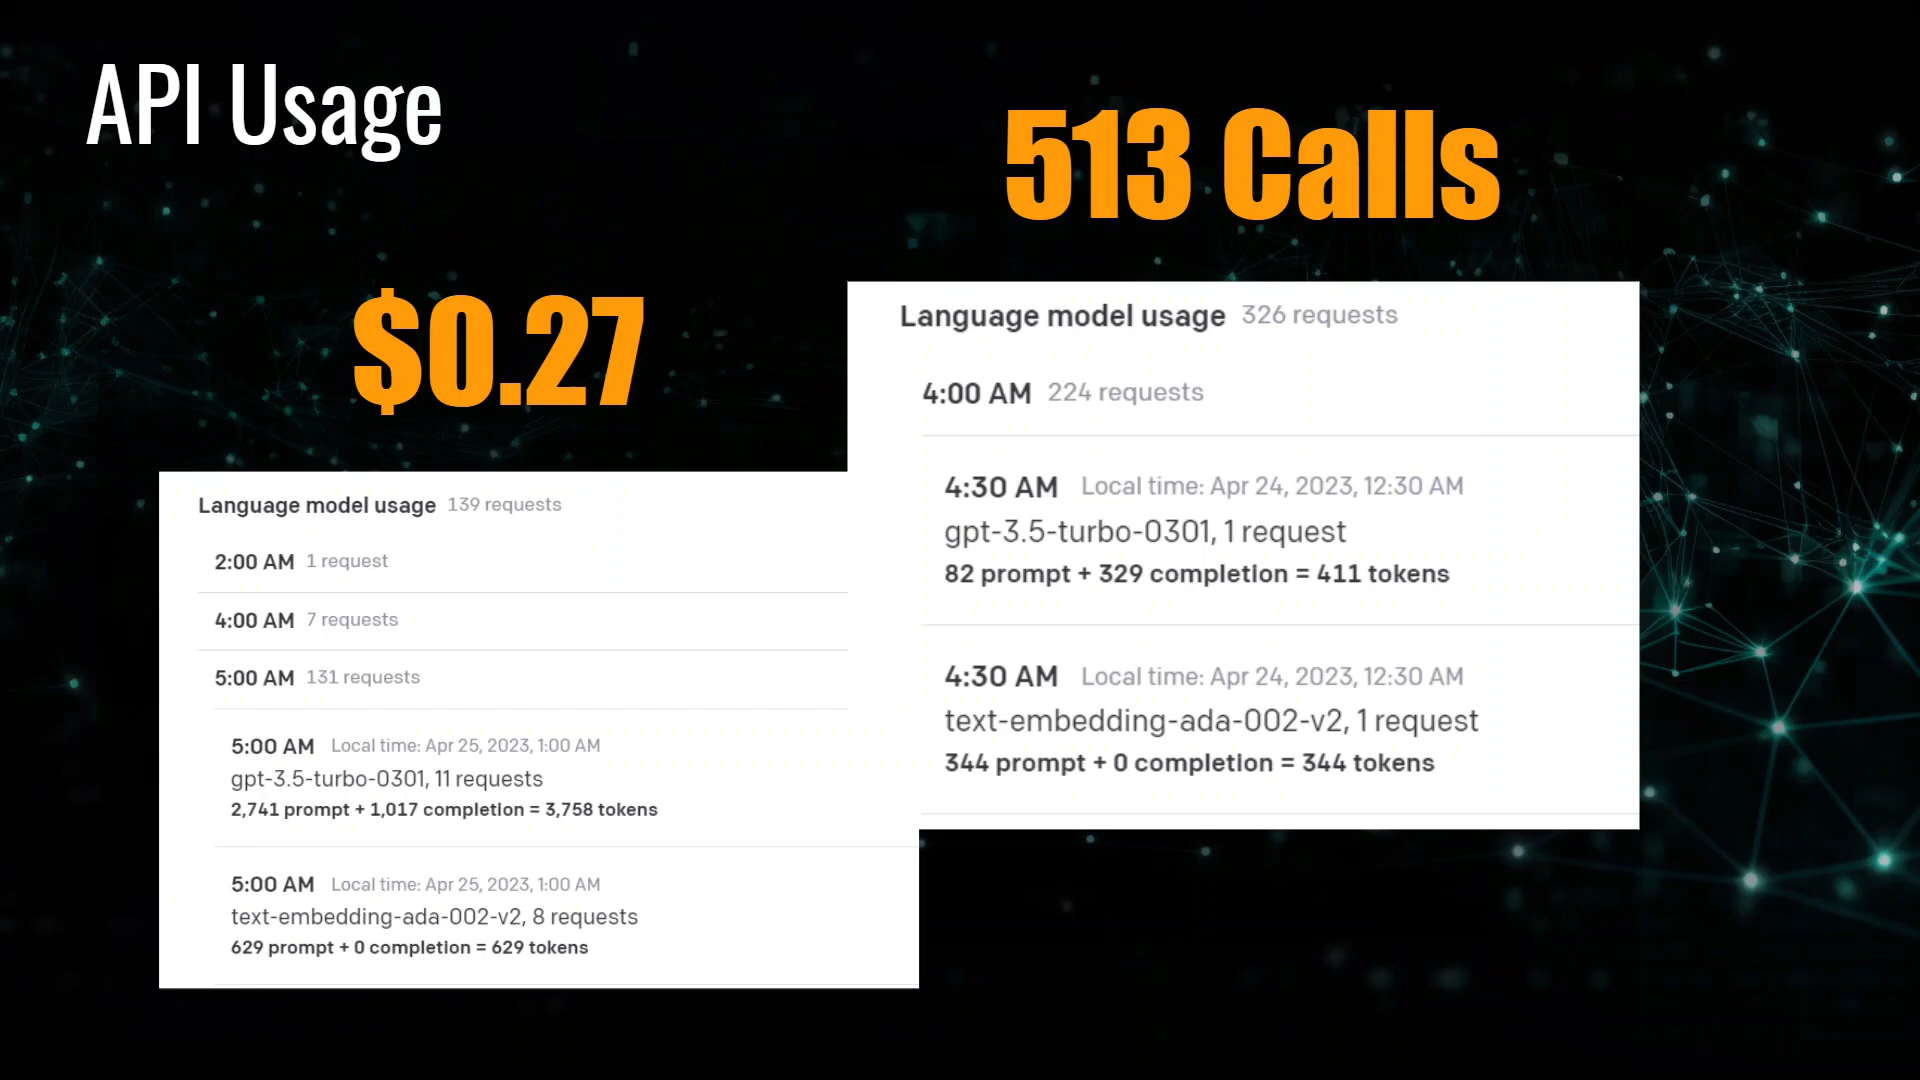 API Usage
513 Calls
$0.27
Language model usage 326 requests
4:00 AM 224 requests
4:30 AM Local time: Apr 24, 2023, 12:30 AM
gpt-3.5-turbo-0301, 1 request
82 prompt + 329 completion = 411 tokens
4:30 AM Local time: Apr 24, 2023, 12:30 AM
text-embedding-ada-002-v2, 1 request
344 prompt + 0 completion = 344 tokens
Language model usage 139 requests
2:00 AM 1 request
4:00 AM 7 requests
5:00 AM 131 requests
5:00 AM Local time: Apr 25, 2023, 1:00 AM
gpt-3.5-turbo-0301, 11 requests
2,741 prompt + 1,017 completion = 3,758 tokens
5:00 AM Local time: Apr 25, 2023, 1:00 AM
text-embedding-ada-002-v2, 8 requests
629 prompt + 0 completion = 629 tokens